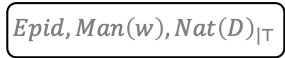 Epid, Man(w), Nat(D)|⊤